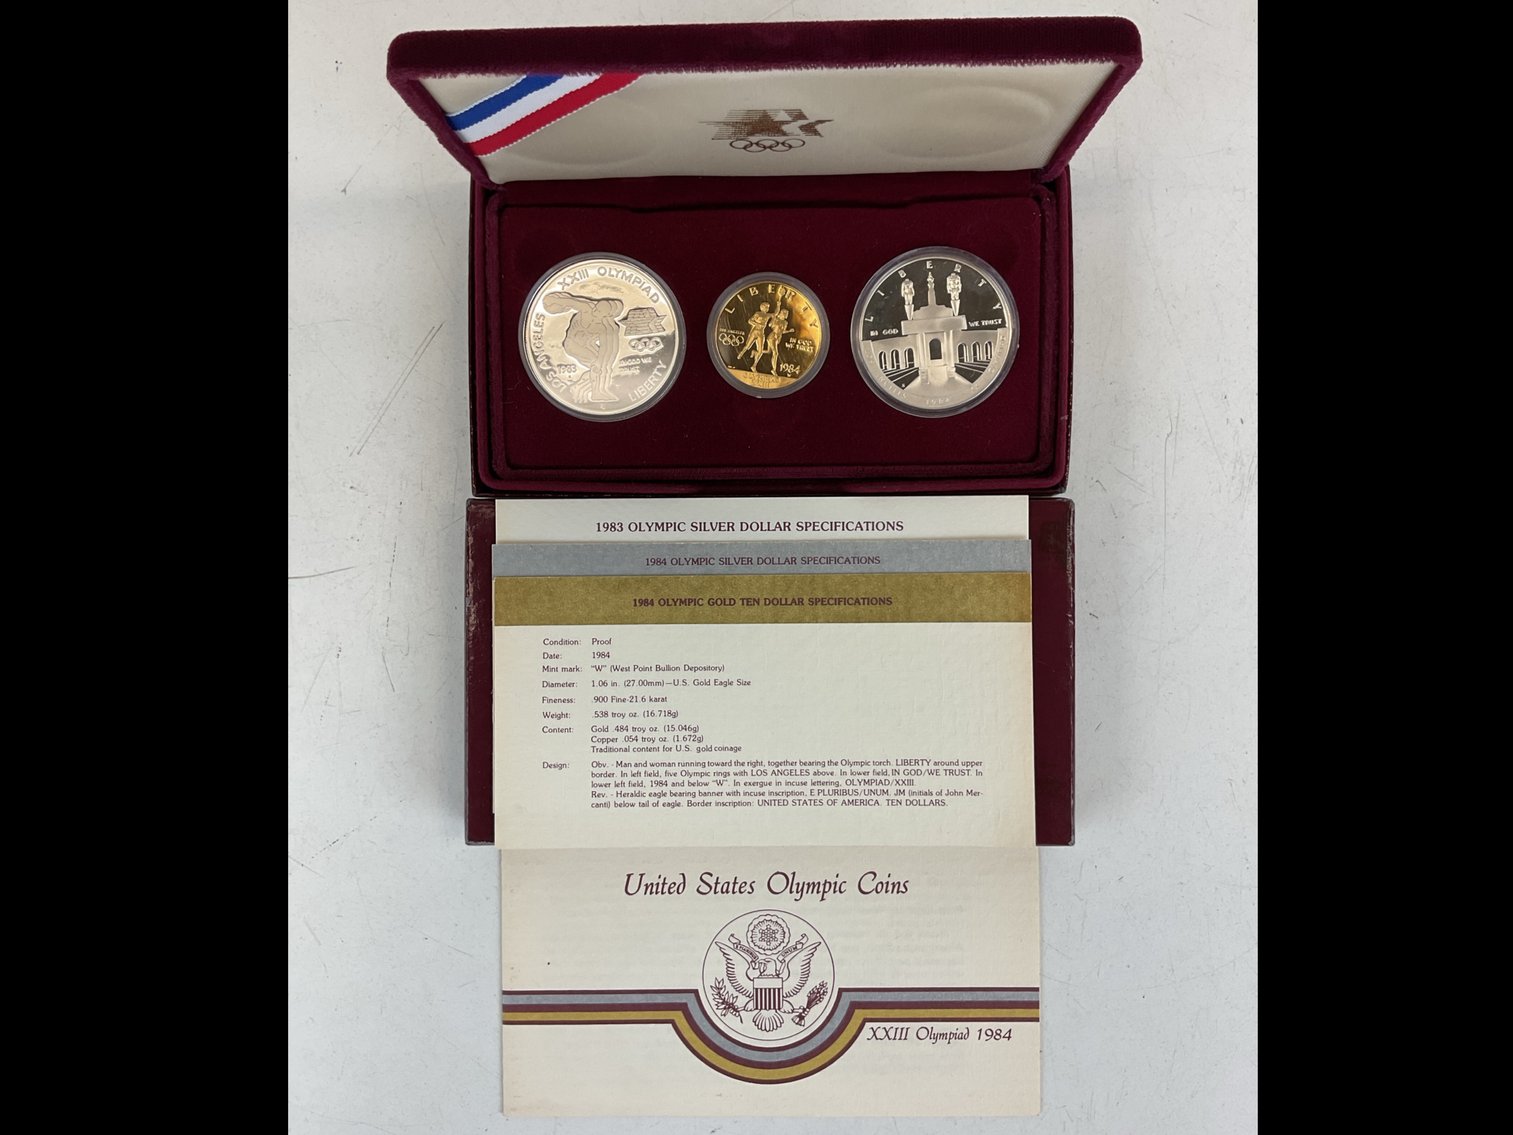 XXIII OLYMPIAD
LOS ANGELES
1983
IN GOD WE
TRUST
LIBERTY
LIBERTY
LOS ANGELES
IN GOD
WE TRUST
1984
W
LIBERTY
IN GOD
WE TRUST
1983 OLYMPIC SILVER DOLLAR SPECIFICATIONS
1984 OLYMPIC SILVER DOLLAR SPECIFICATIONS
1984 OLYMPIC GOLD TEN DOLLAR SPECIFICATIONS
Condition: Proof
Date: 1984
Mint mark: "W" (West Point Bullion Depository)
Diameter: 1.06 in. (27.00mm)—U.S. Gold Eagle Size
Fineness: .900 Fine-21.6 karat
Weight: .538 troy oz. (16.718g)
Content: Gold .484 troy oz. (15.046g)
Copper .054 troy oz. (1.672g)
Traditional content for U.S. gold coinage
Design: Obv. - Man and woman running toward the right, together bearing the Olympic torch. LIBERTY around upper
border. In left field, five Olympic rings with LOS ANGELES above. In lower field, IN GOD/WE TRUST. In
lower left field, 1984 and below "W". In exergue in incuse lettering, OLYMPIAD/XXIII.
Rev. - Heraldic eagle bearing banner with incuse inscription, E PLURIBUS/UNUM. JM (initials of John Mer-
canti) below tail of eagle. Border inscription: UNITED STATES OF AMERICA. TEN DOLLARS.
United States Olympic Coins
E PLURIBUS UNUM
XXIII Olympiad 1984